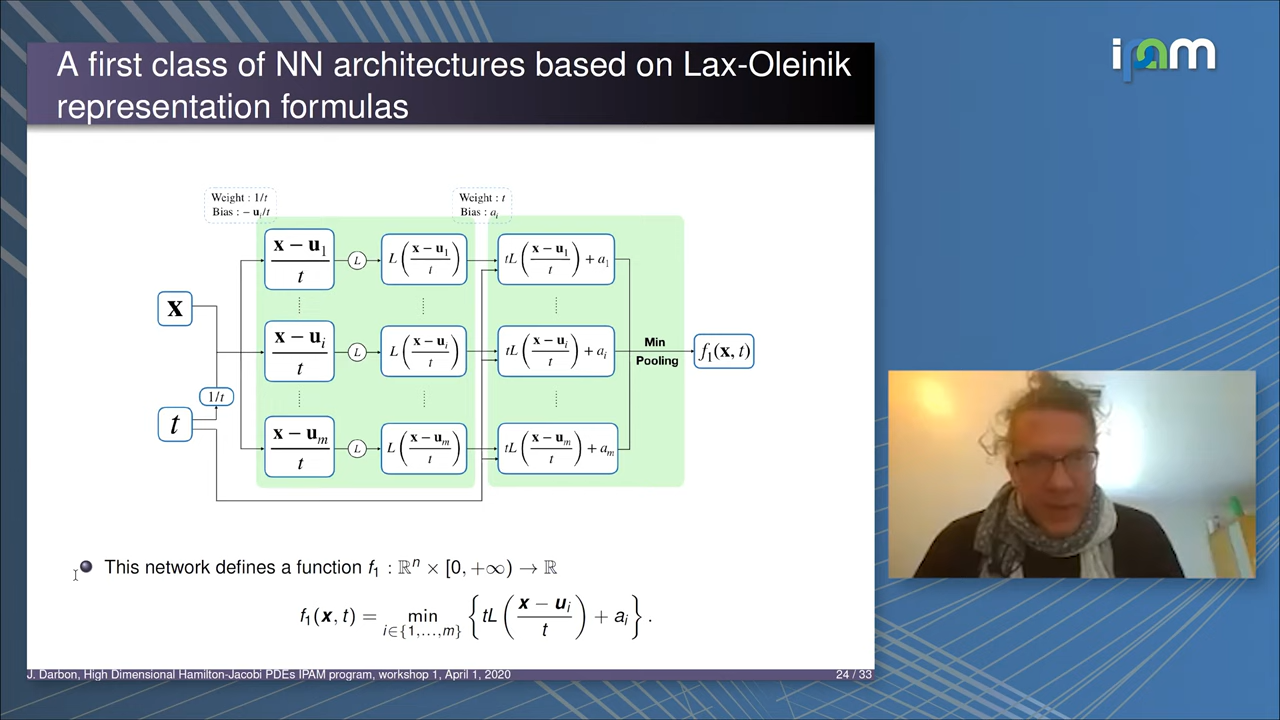 ipam
A first class of NN architectures based on Lax-Oleinik
representation formulas
Weight : 1/t
Bias : − u_i/t
Weight : t
Bias : a_i
x
t
1/t
(x − u_1)/t
L
L((x − u_1)/t)
tL((x − u_1)/t) + a_1
(x − u_i)/t
L
L((x − u_i)/t)
tL((x − u_i)/t) + a_i
(x − u_m)/t
L
L((x − u_m)/t)
tL((x − u_m)/t) + a_m
Min
Pooling
f_1(x, t)
This network defines a function f_1 : ℝ^n × [0, +∞) → ℝ
f_1(x, t) = min_{i∈{1,...,m}} { tL((x − u_i)/t) + a_i } .
J. Darbon, High Dimensional Hamilton-Jacobi PDEs IPAM program, workshop 1, April 1, 2020
24 / 33